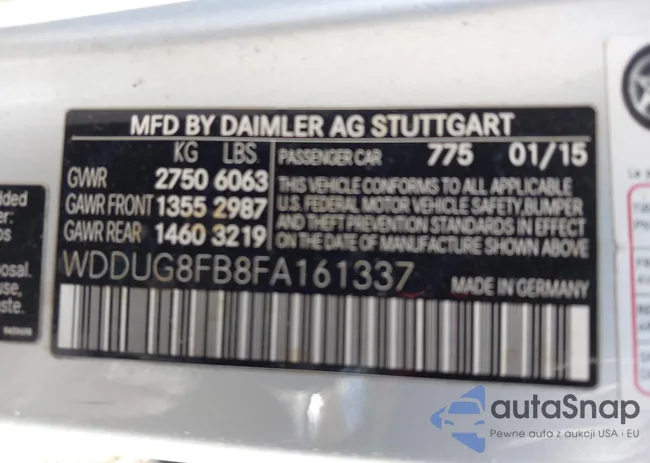 MFD BY DAIMLER AG STUTTGART
KG LBS
GWR 2750 6063
GAWR FRONT 1355 2987
GAWR REAR 1460 3219
PASSENGER CAR 775 01/15
THIS VEHICLE CONFORMS TO ALL APPLICABLE
U.S. FEDERAL MOTOR VEHICLE SAFETY, BUMPER
AND THEFT PREVENTION STANDARDS IN EFFECT
ON THE DATE OF MANUFACTURE SHOWN ABOVE.
WDDUG8FB8FA161337
MADE IN GERMANY
autaSnap
Pewne auta z aukcji USA i EU